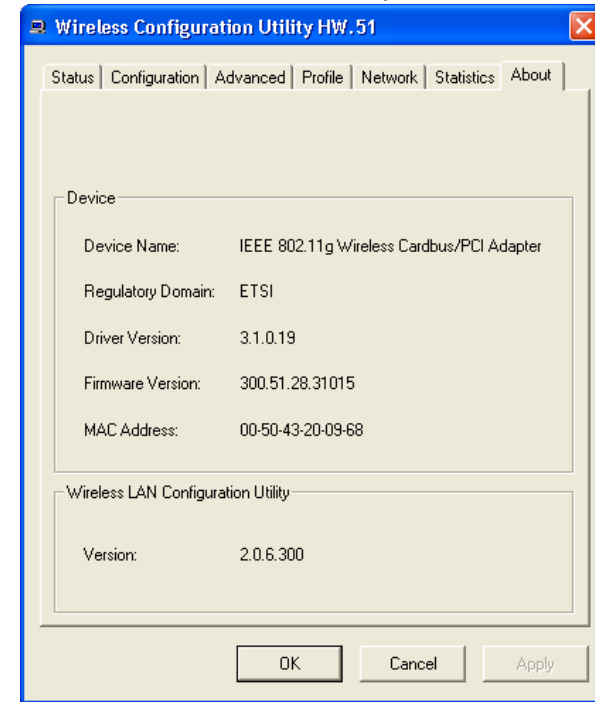 Wireless Configuration Utility HW.51
Status Configuration Advanced Profile Network Statistics About
Device
Device Name: IEEE 802.11g Wireless Cardbus/PCI Adapter
Regulatory Domain: ETSI
Driver Version: 3.1.0.19
Firmware Version: 300.51.28.31015
MAC Address: 00-50-43-20-09-68
Wireless LAN Configuration Utility
Version: 2.0.6.300
OK Cancel Apply